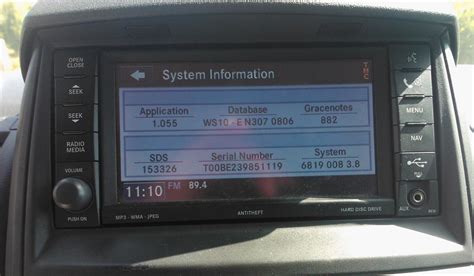 OPEN
CLOSE
SEEK
SEEK
RADIO
MEDIA
VOLUME
PUSH ON
System Information
TMC
Application
Database
Gracenotes
1.055
WS10 - EN307 0806
882
SDS
Serial Number
System
153326
T00BE239851119
6819 008 3.8
11:10
FM
89.4
MENU
NAV
AUX
MP3 - WMA - JPEG
ANTITHEFT
HARD DISC DRIVE